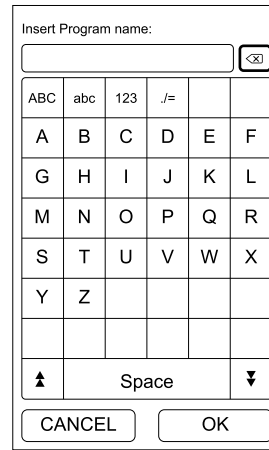 Insert Program name:
ABC abc 123 ./=
A B C D E F
G H I J K L
M N O P Q R
S T U V W X
Y Z
Space
CANCEL OK